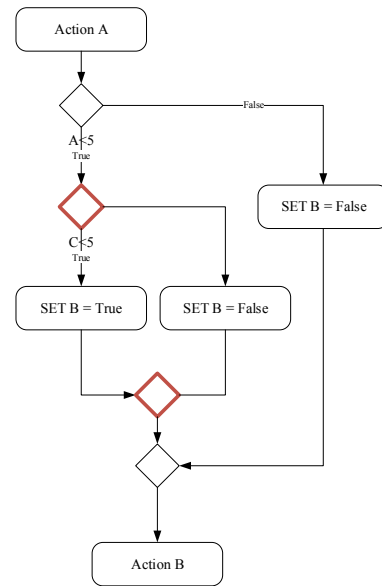 Action A
False
A<5
True
SET B = False
C<5
True
SET B = True
SET B = False
Action B